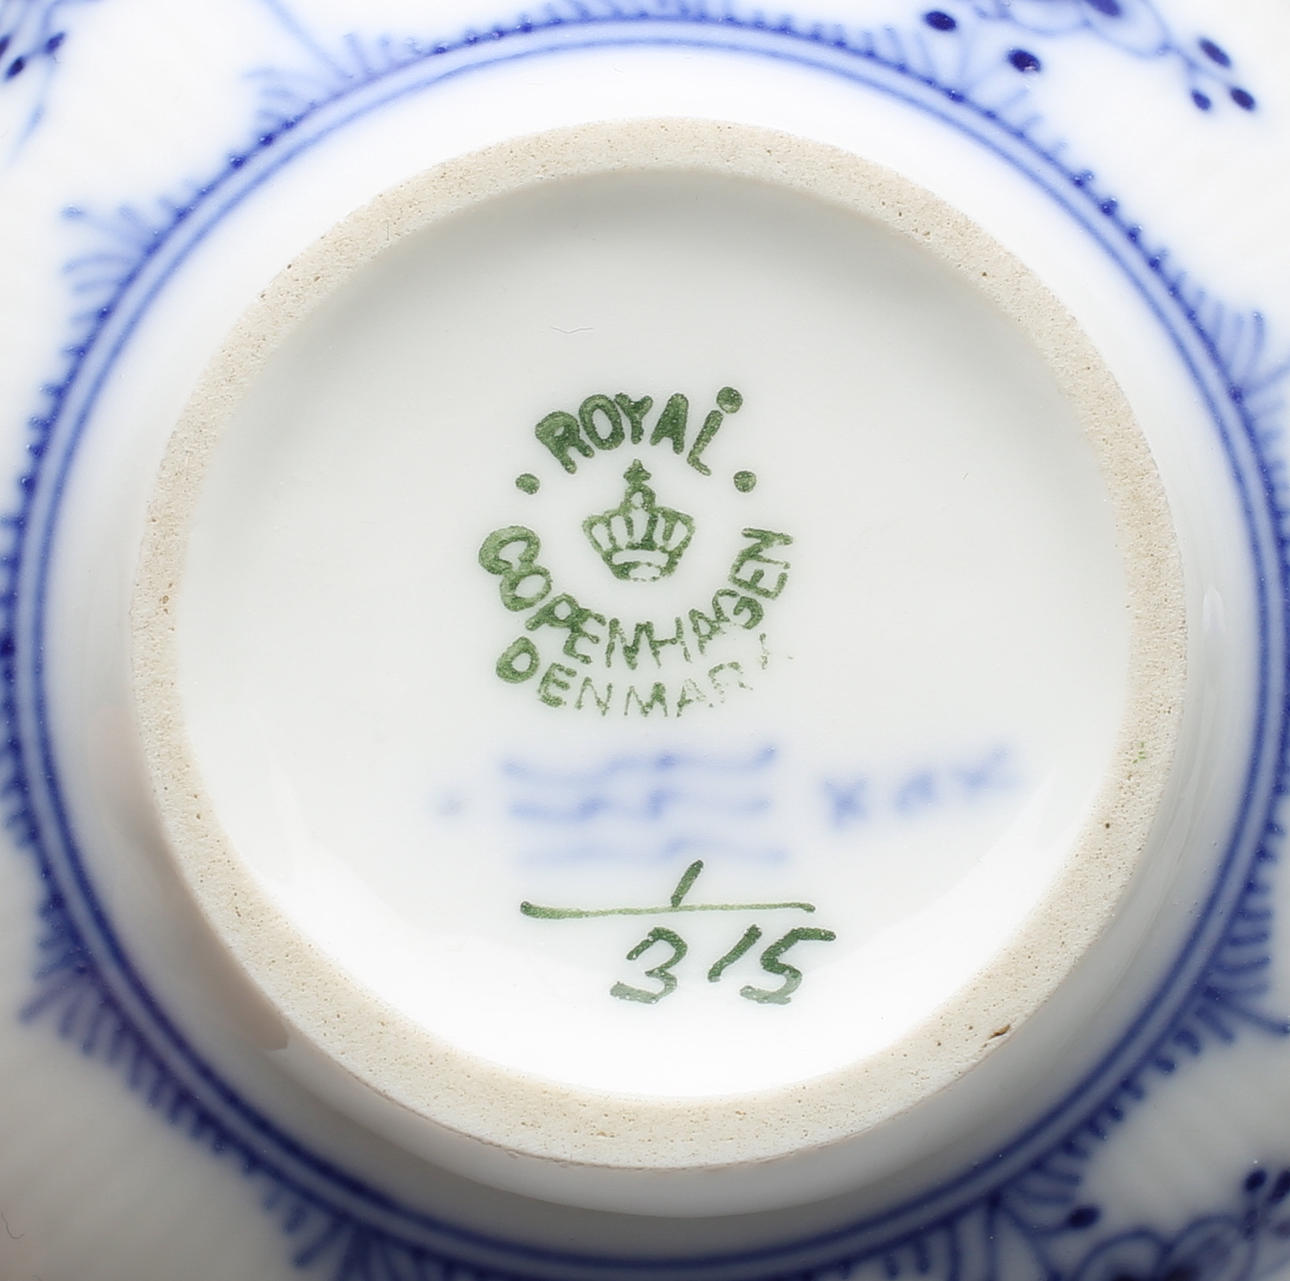 ROYAL
COPENHAGEN
DENMARK
1
315